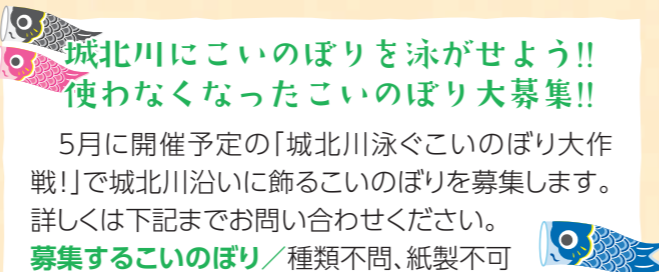 城北川にこいのぼりを泳がせよう!!
使わなくなったこいのぼり大募集!!
5月に開催予定の「城北川泳ぐこいのぼり大作
戦！」で城北川沿いに飾るこいのぼりを募集します。
詳しくは下記までお問い合わせください。
募集するこいのぼり／種類不問、紙製不可